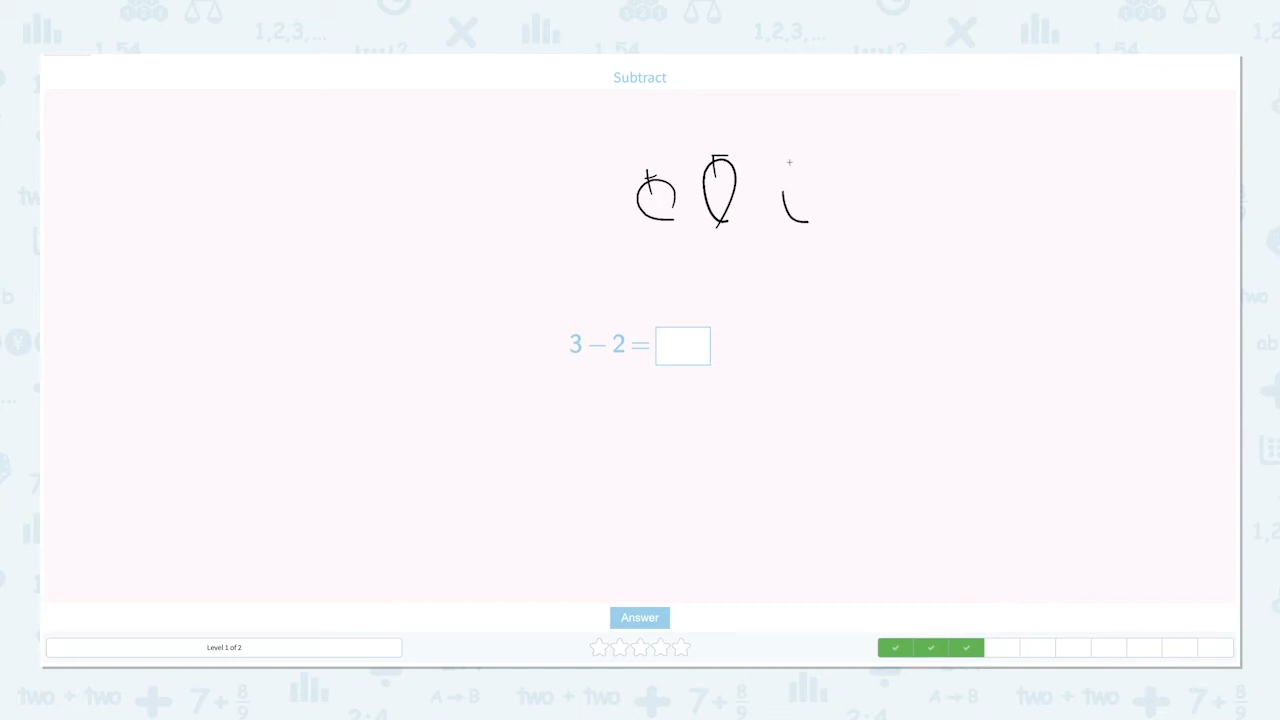 Subtract
3 − 2 =
Answer
Level 1 of 2